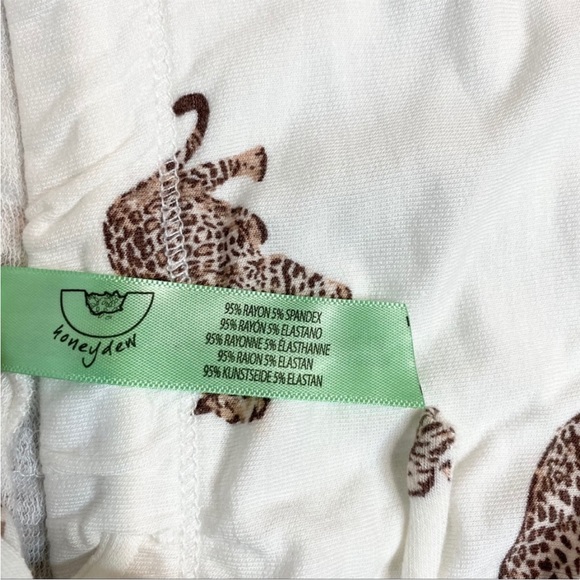 honeydew
95% RAYON 5% SPANDEX
95% RAYÓN 5% ELASTANO
95% RAYONNE 5% ÉLASTHANNE
95% RAION 5% ELASTAN
95% KUNSTSEIDE 5% ELASTAN